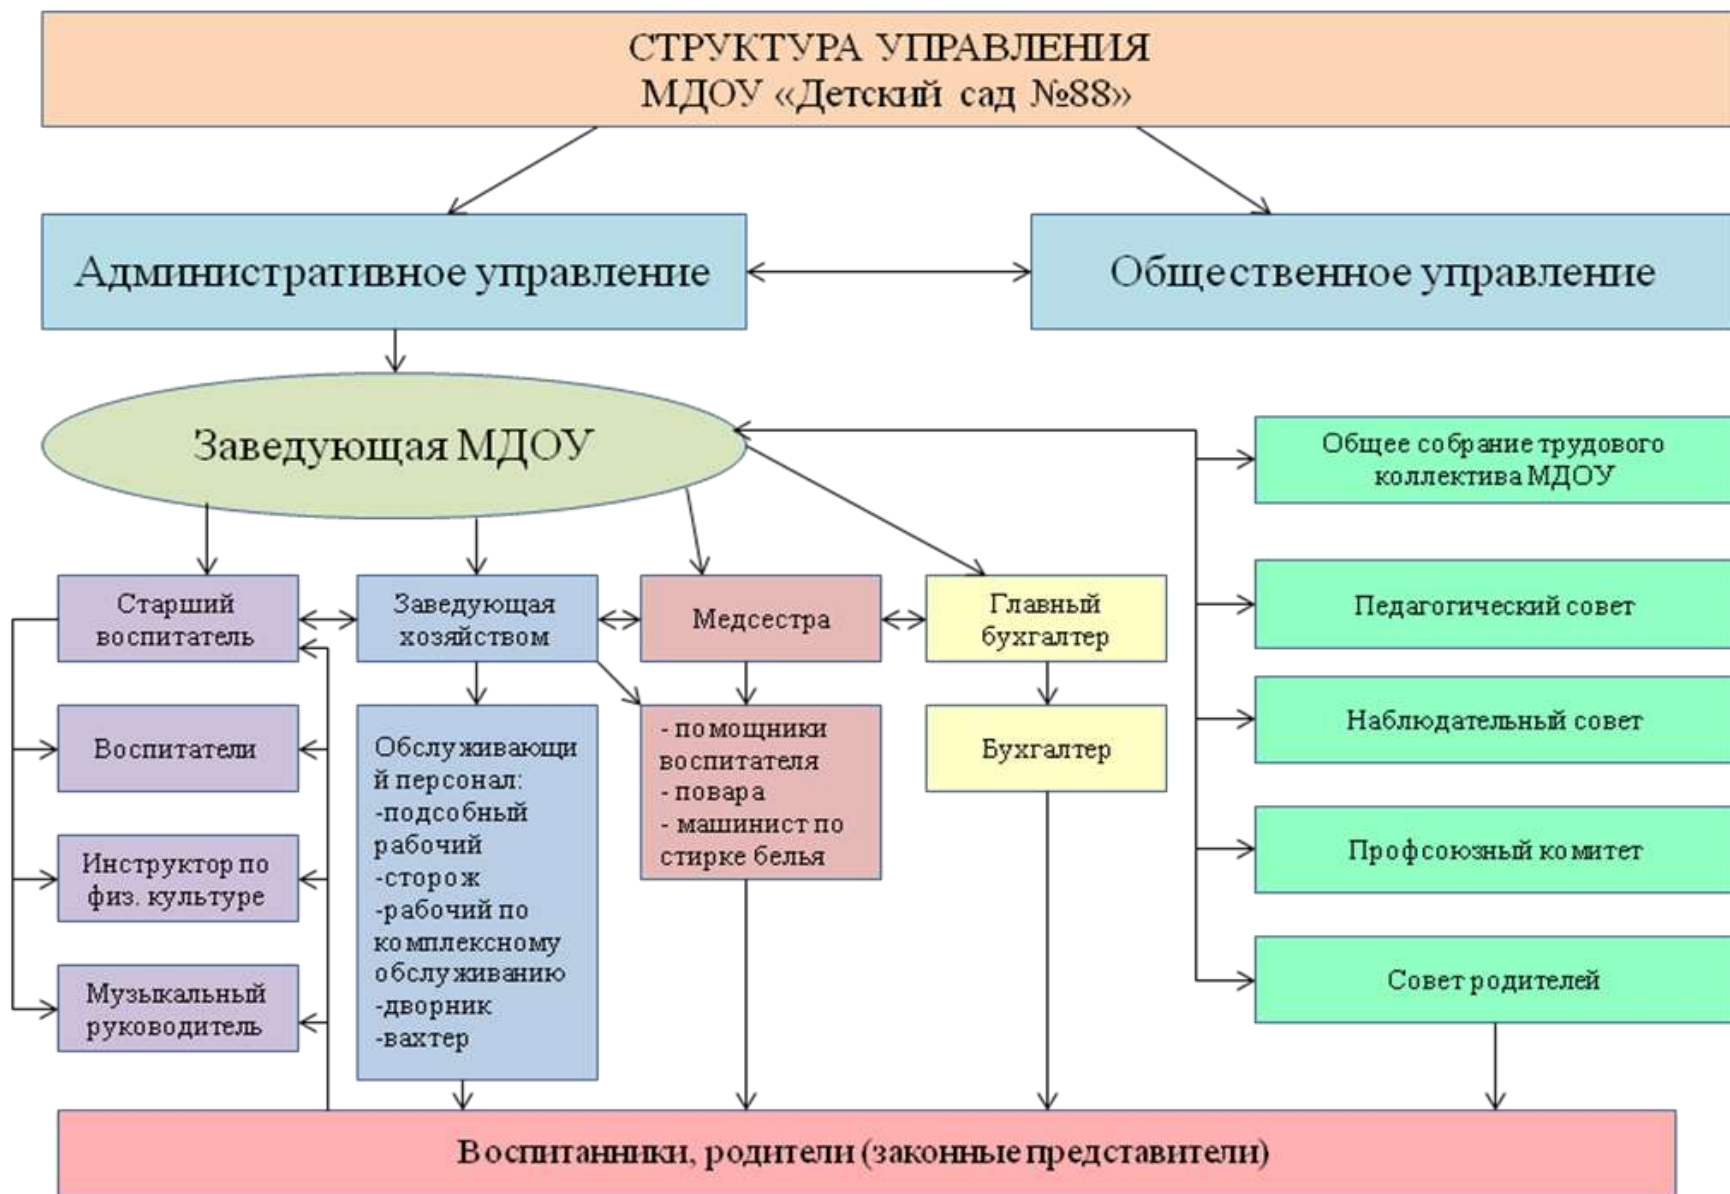 СТРУКТУРА УПРАВЛЕНИЯ
МДОУ «Детский сад №88»
Административное управление
Общественное управление
Заведующая МДОУ
Общее собрание трудового
коллектива МДОУ
Педагогический совет
Наблюдательный совет
Профсоюзный комитет
Совет родителей
Старший
воспитатель
Воспитатели
Инструктор по
физ. культуре
Музыкальный
руководитель
Заведующая
хозяйством
Обслуживающи
й персонал:
-подсобный
рабочий
-сторож
-рабочий по
комплексному
обслуживанию
-дворник
-вахтер
Медсестра
- помощники
воспитателя
- повара
- машинист по
стирке белья
Главный
бухгалтер
Бухгалтер
Воспитанники, родители (законные представители)